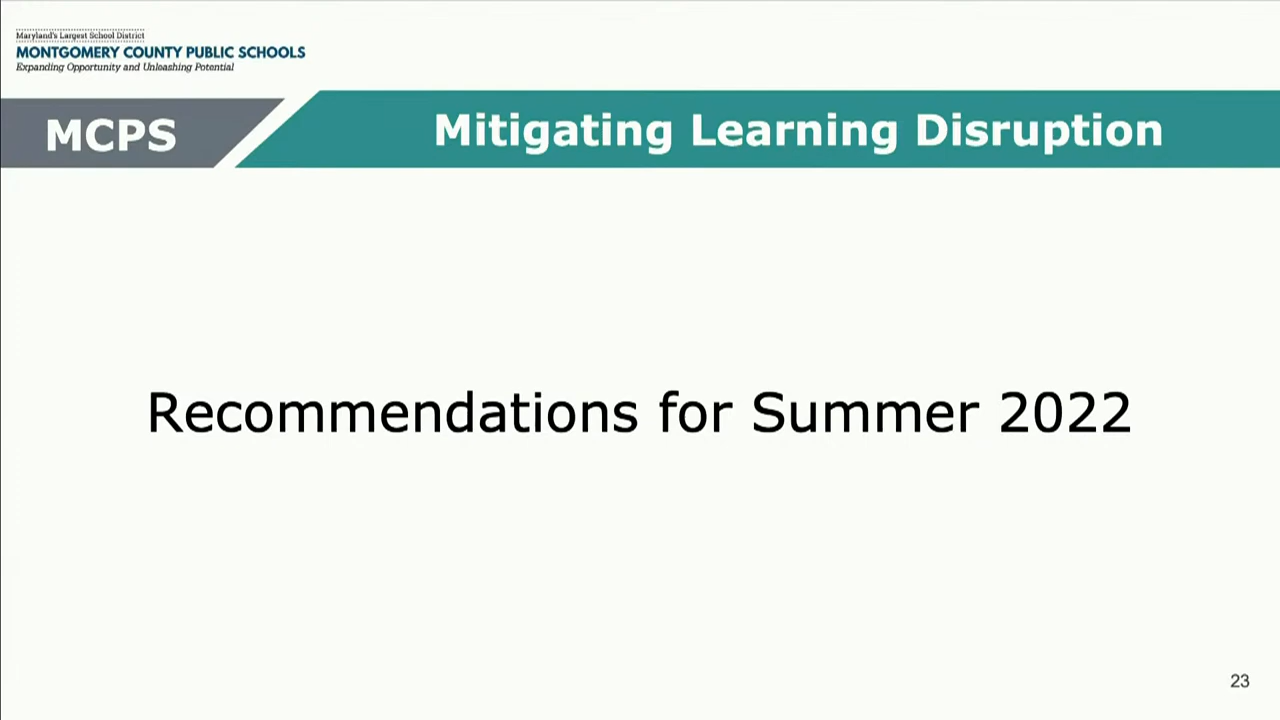 Maryland's Largest School District
MONTGOMERY COUNTY PUBLIC SCHOOLS
Expanding Opportunity and Unleashing Potential
MCPS
Mitigating Learning Disruption
Recommendations for Summer 2022
23